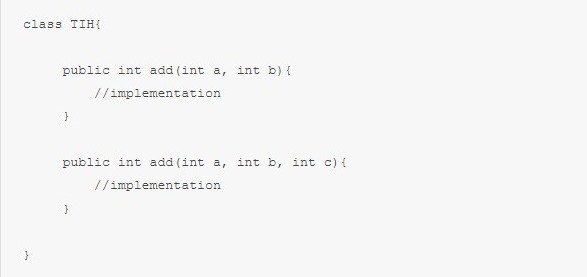 class TIH{
public int add(int a, int b){
//implementation
}
public int add(int a, int b, int c){
//implementation
}
}